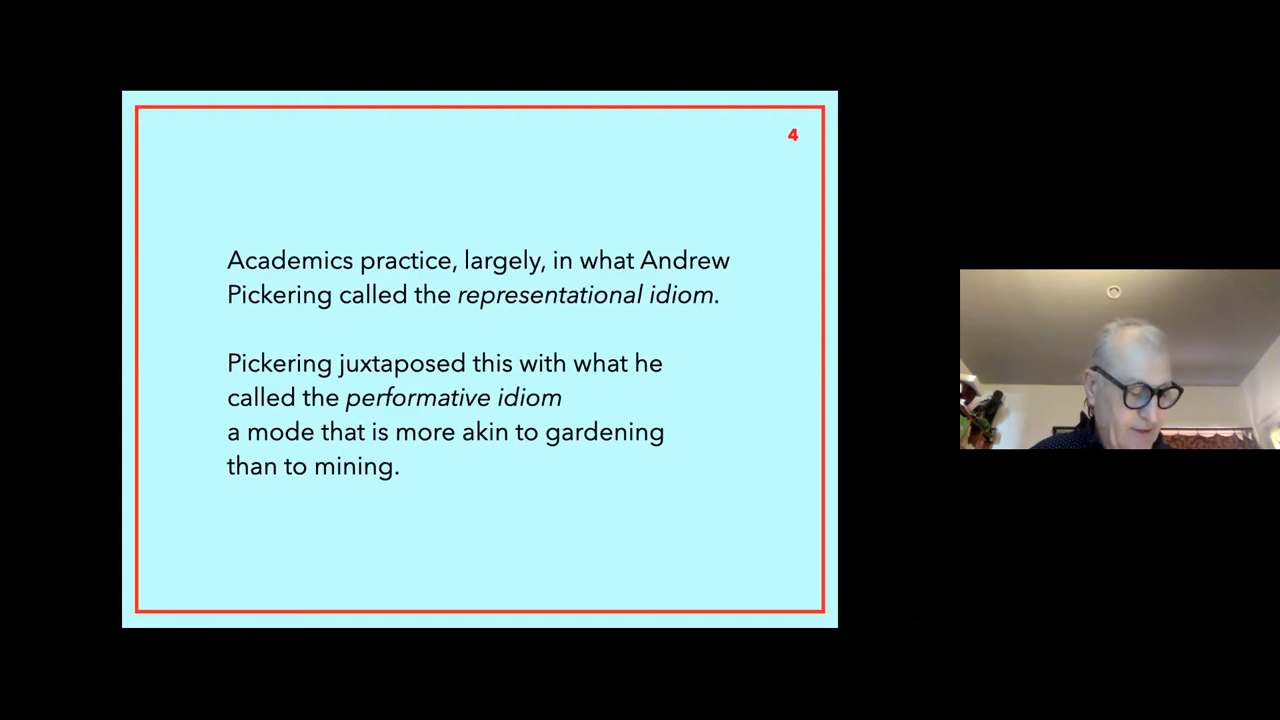 4
Academics practice, largely, in what Andrew
Pickering called the representational idiom.
Pickering juxtaposed this with what he
called the performative idiom
a mode that is more akin to gardening
than to mining.